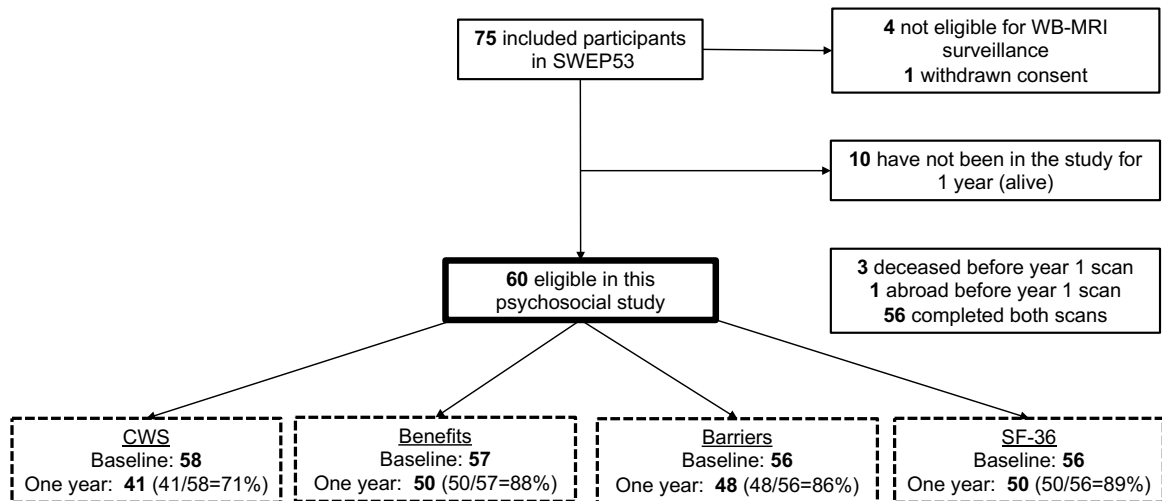 75 included participants
in SWEP53
4 not eligible for WB-MRI
surveillance
1 withdrawn consent
10 have not been in the study for
1 year (alive)
60 eligible in this
psychosocial study
3 deceased before year 1 scan
1 abroad before year 1 scan
56 completed both scans
CWS
Baseline: 58
One year: 41 (41/58=71%)
Benefits
Baseline: 57
One year: 50 (50/57=88%)
Barriers
Baseline: 56
One year: 48 (48/56=86%)
SF-36
Baseline: 56
One year: 50 (50/56=89%)